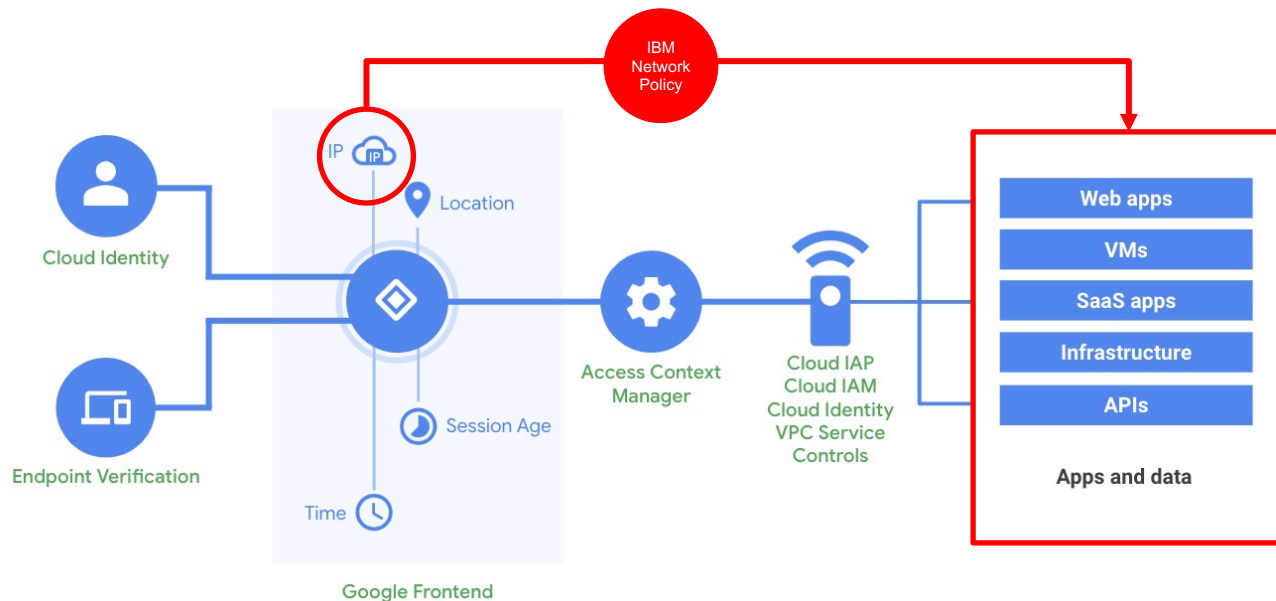 IBM
Network
Policy
IP
IP
Location
Cloud Identity
Web apps
VMs
SaaS apps
Infrastructure
APIs
Apps and data
Access Context
Manager
Cloud IAP
Cloud IAM
Cloud Identity
VPC Service
Controls
Session Age
Endpoint Verification
Time
Google Frontend